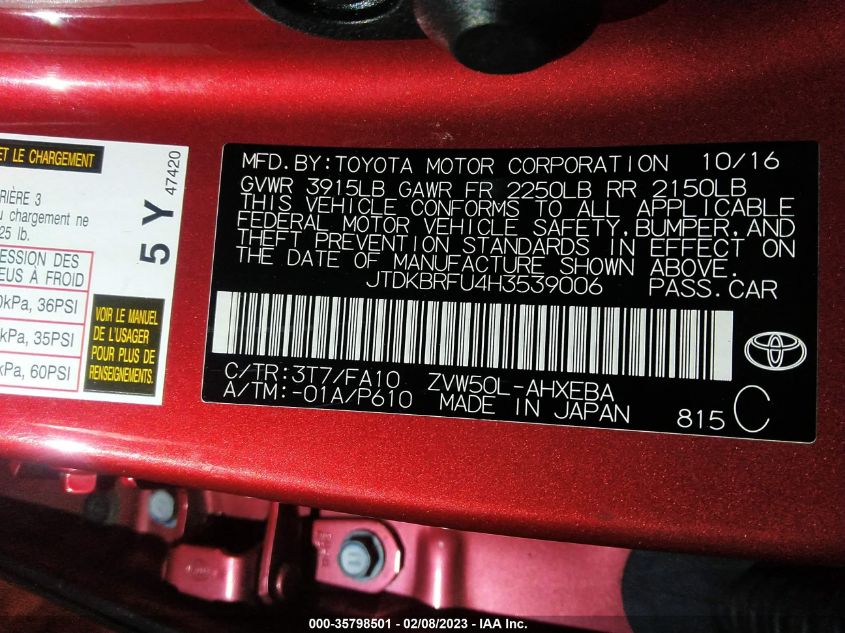 ET LE CHARGEMENT
RIÈRE 3
u chargement ne
25 lb.
ESSION DES
EUS À FROID
kPa, 36PSI
kPa, 35PSI
kPa, 60PSI
5 Y
47420
VOIR LE MANUEL
DE L'USAGER
POUR PLUS DE
RENSEIGNEMENTS.
MFD.BY:TOYOTA MOTOR CORPORATION 10/16
GVWR 3915LB GAWR FR 2250LB RR 2150LB
THIS VEHICLE CONFORMS TO ALL APPLICABLE
FEDERAL MOTOR VEHICLE SAFETY,BUMPER,AND
THEFT PREVENTION STANDARDS IN EFFECT ON
THE DATE OF MANUFACTURE SHOWN ABOVE.
JTDKBRFU4H3539006 PASS.CAR
C/TR:3T7/FA10 ZVW50L-AHXEBA
A/TM:-01A/P610 MADE IN JAPAN 815 C
000-35798501 - 02/08/2023 - IAA Inc.